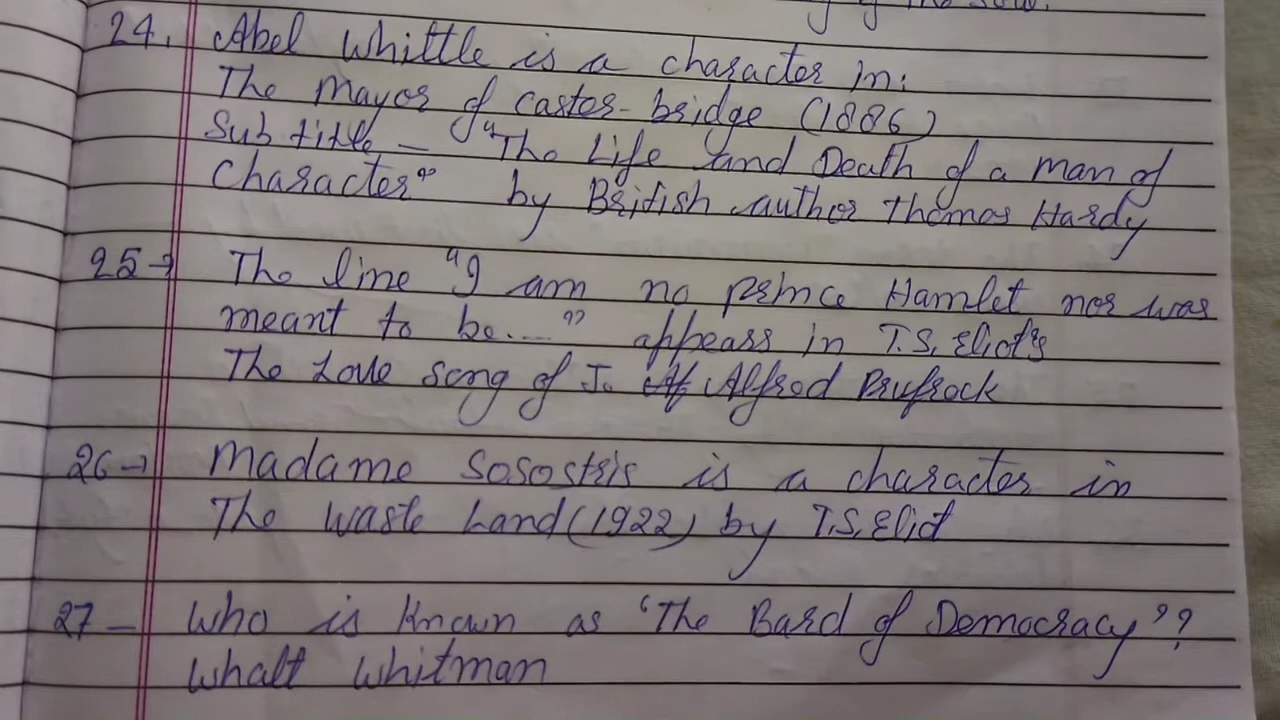 24. Abel Whittle is a character in:
The Mayor of Caster-bridge (1886)
Sub title - "The Life and Death of a man of
Character" by British author Thomas Hardy
25→ The line "I am no prince Hamlet nor was
meant to be...." appears in T.S. Eliot's
The Love song of J. Alfred Prufrock
26→ Madame Sosostris is a character in
The Waste Land (1922) by T.S. Eliot
27- Who is known as 'The Bard of Democracy'?
Whalt Whitman